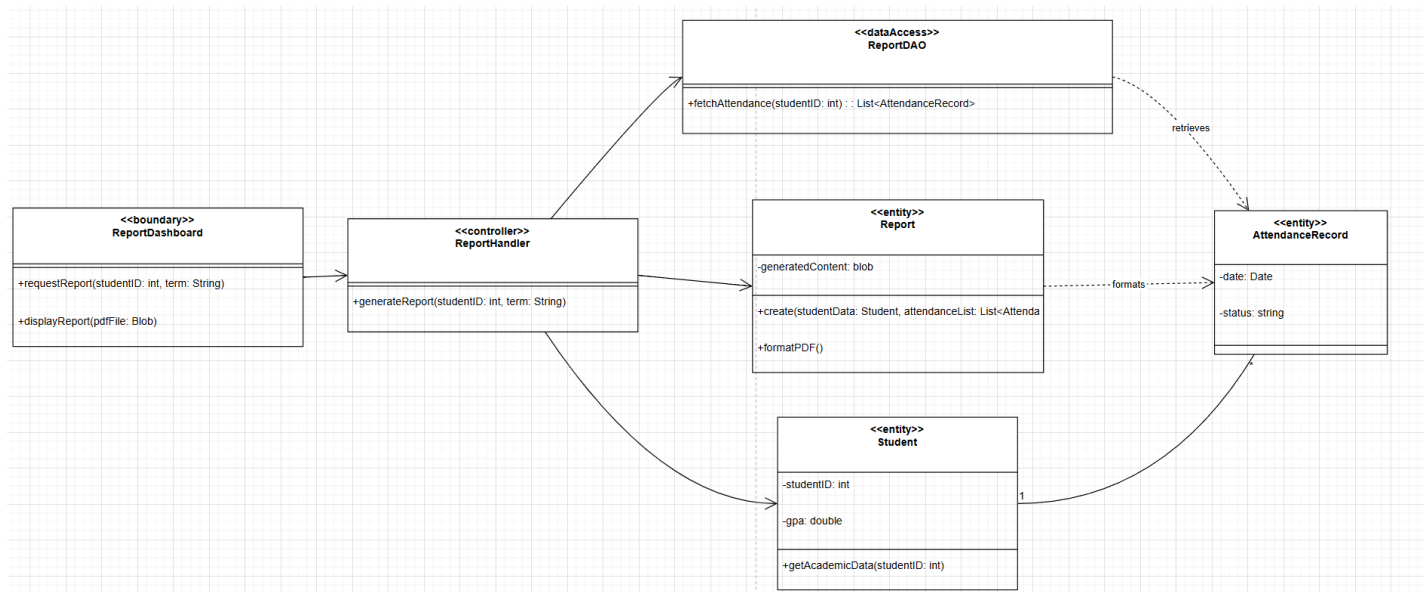 <<dataAccess>>
ReportDAO
+fetchAttendance(studentID: int) : : List<AttendanceRecord>
retrieves
<<boundary>>
ReportDashboard
+requestReport(studentID: int, term: String)
+displayReport(pdfFile: Blob)
<<controller>>
ReportHandler
+generateReport(studentID: int, term: String)
<<entity>>
Report
-generatedContent: blob
+create(studentData: Student, attendanceList: List<Attenda
+formatPDF()
formats
<<entity>>
AttendanceRecord
-date: Date
-status: string
*
<<entity>>
Student
-studentID: int
-gpa: double
+getAcademicData(studentID: int)
1